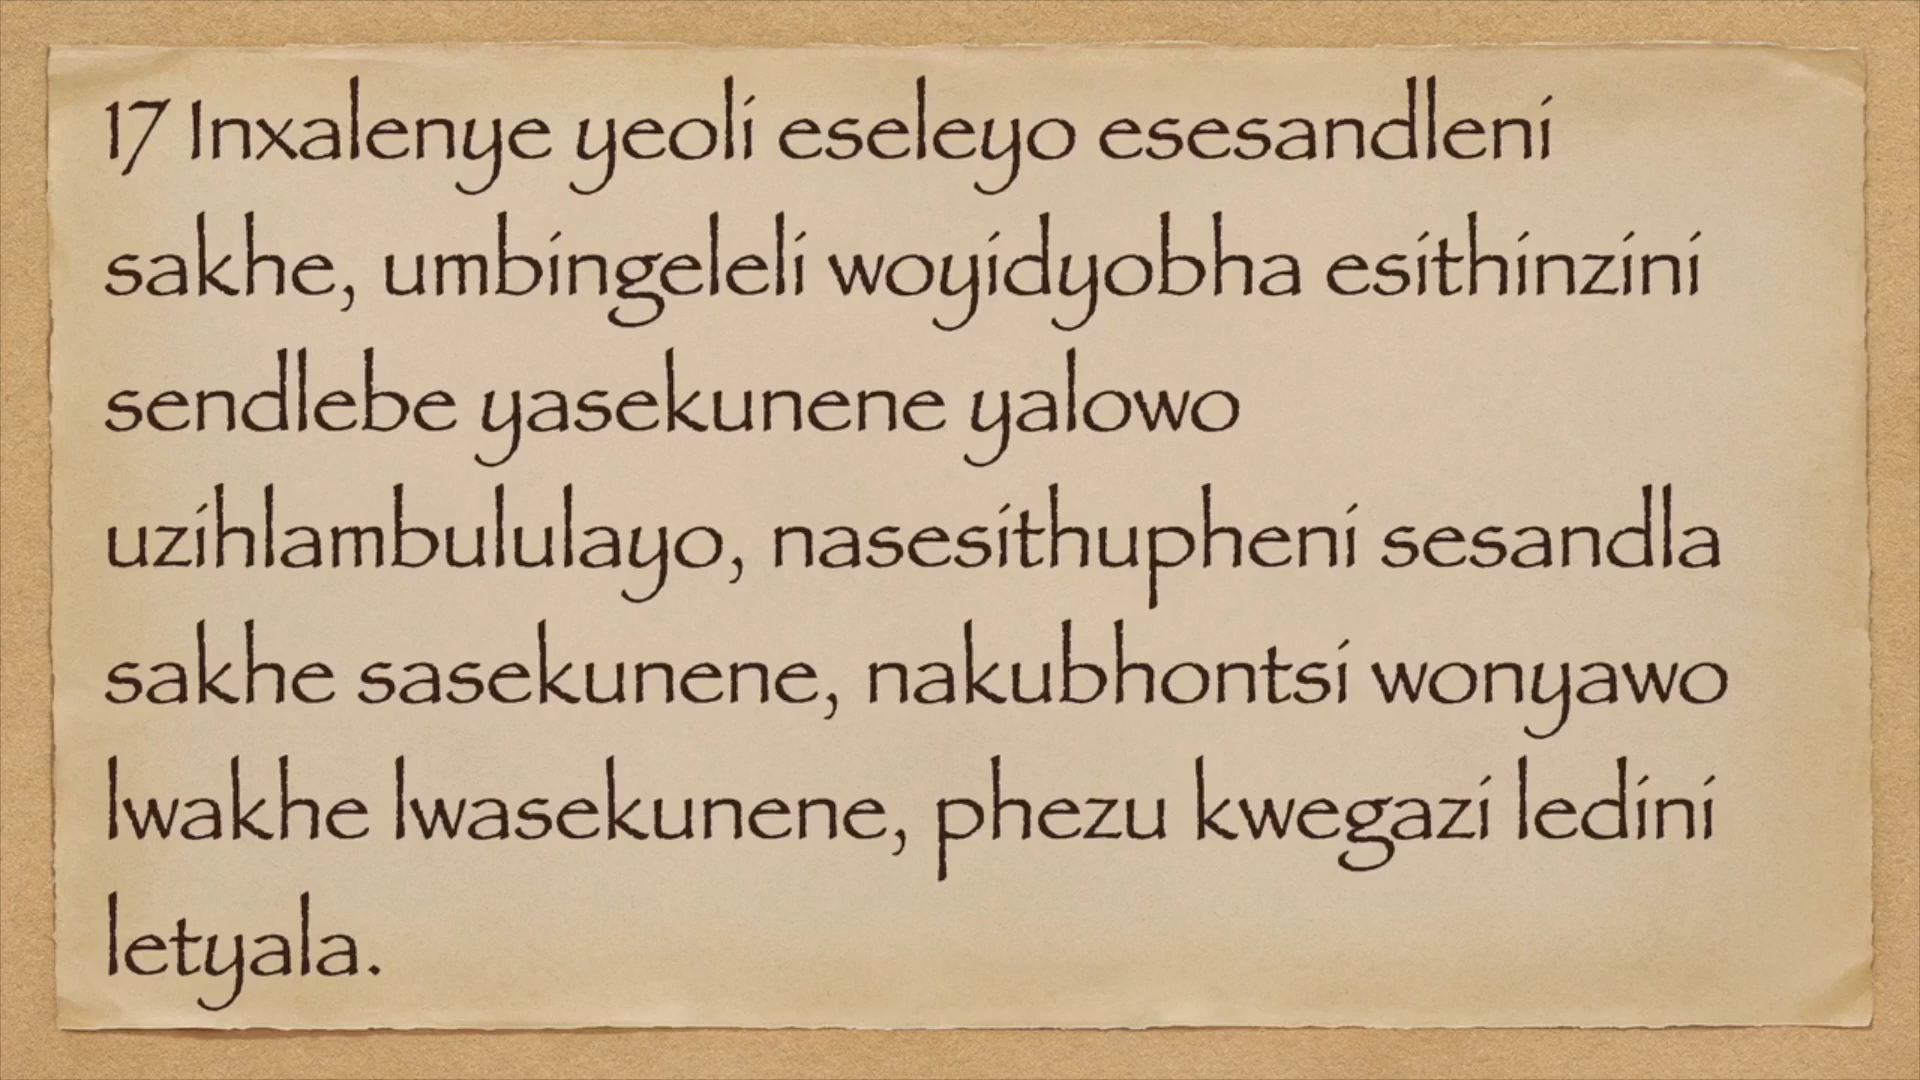 17 Inxalenye yeoli eseleyo esesandleni
sakhe, umbingeleli woyidyobha esithinzini
sendlebe yasekunene yalowo
uzihlambululayo, nasesithupheni sesandla
sakhe sasekunene, nakubhontsi wonyawo
lwakhe lwasekunene, phezu kwegazi ledini
letyala.